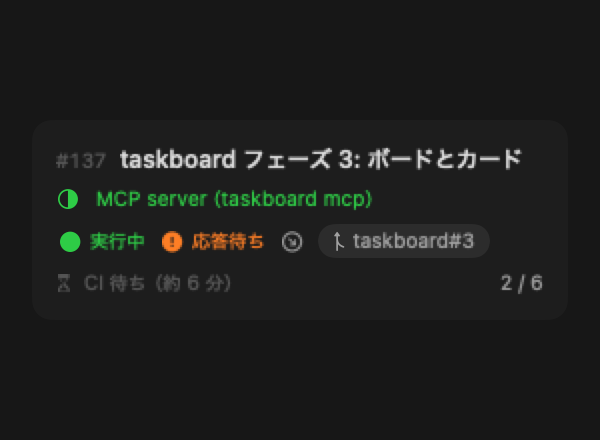 #137 taskboard フェーズ 3: ボードとカード
MCP server (taskboard mcp)
実行中 応答待ち taskboard#3
CI 待ち（約 6 分） 2 / 6